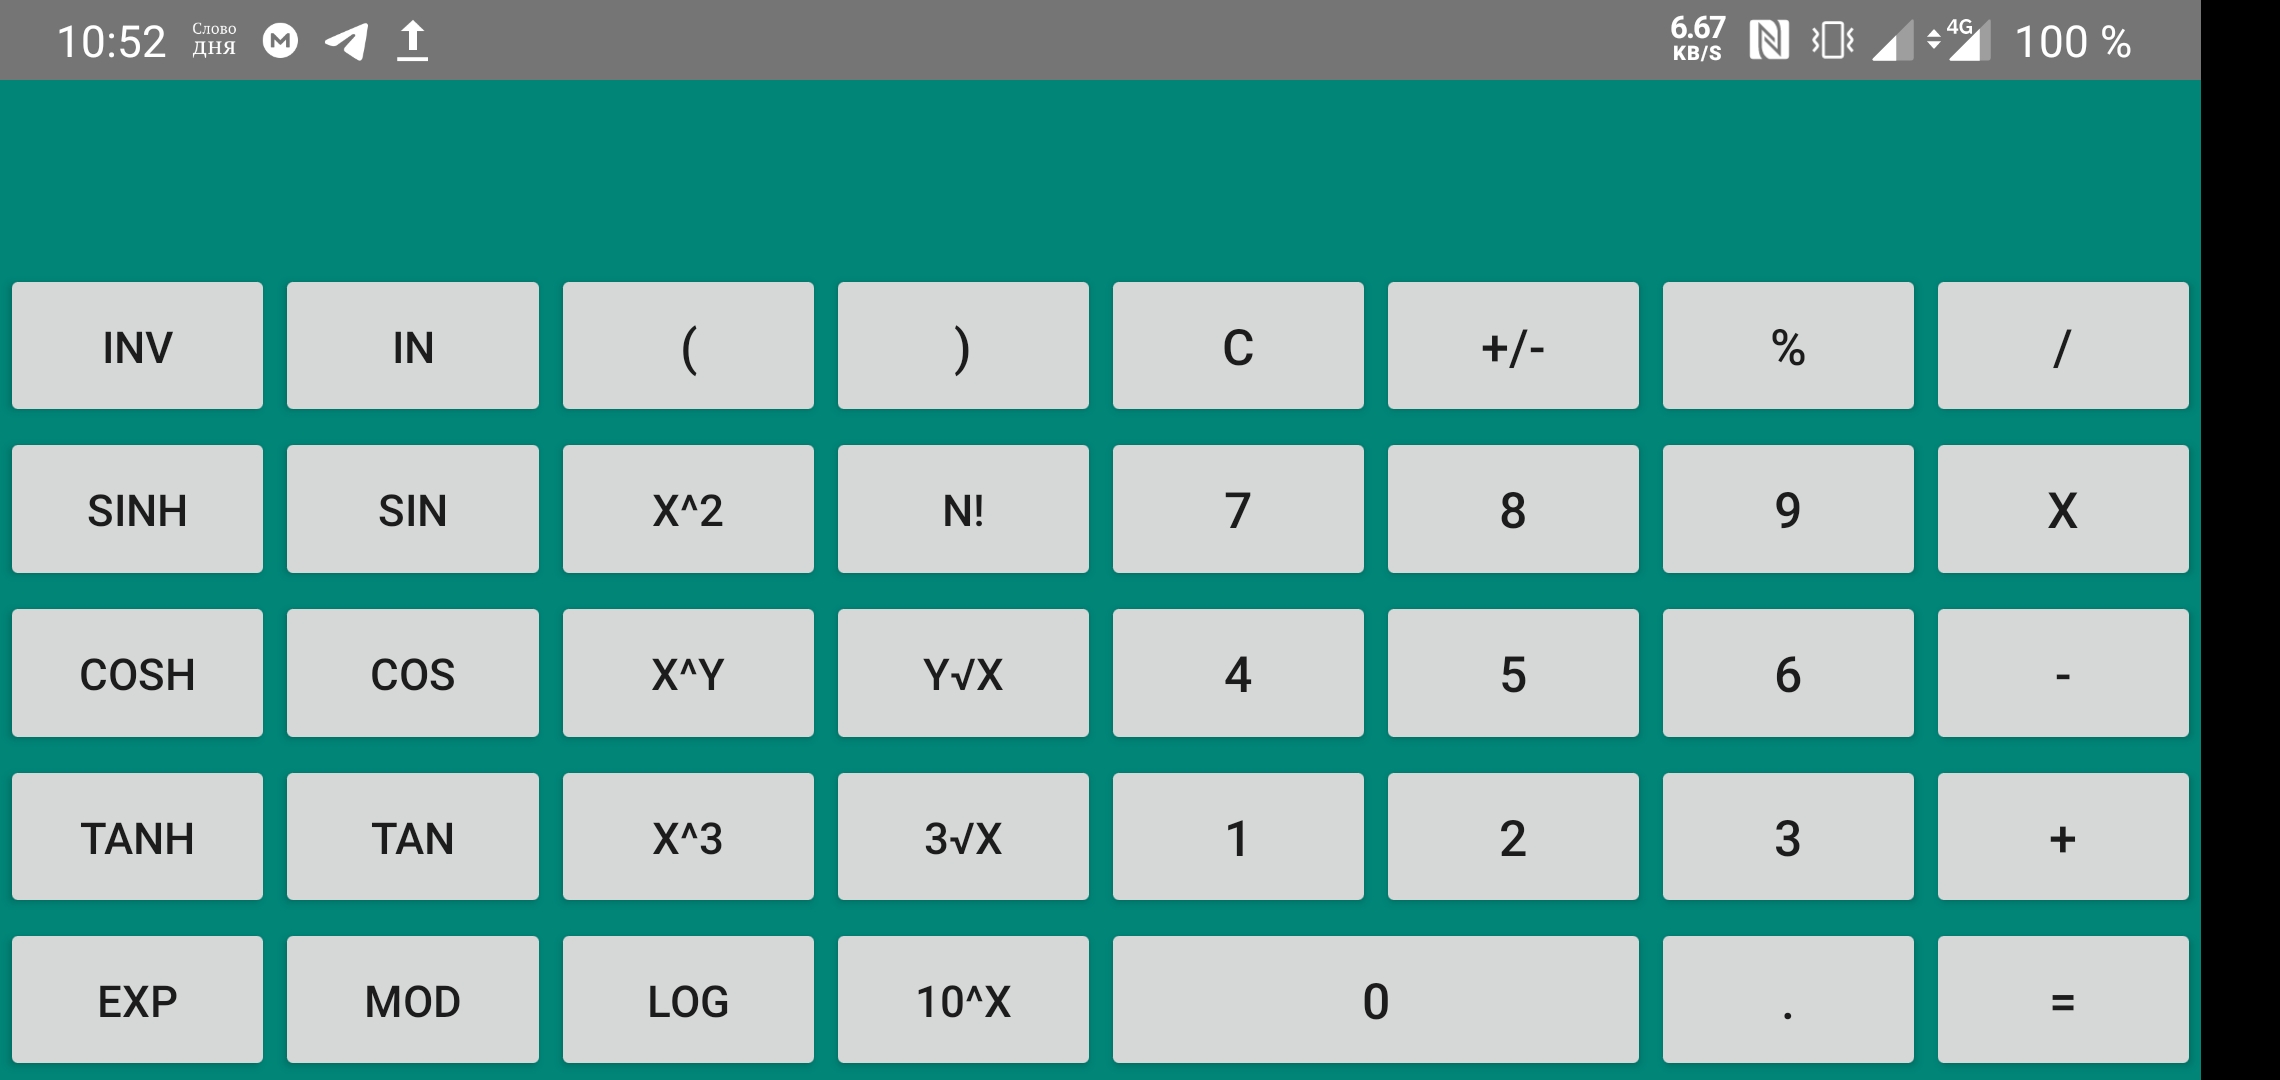 10:52 Слово дня 6.67 KB/S 4G 100 %
INV IN ( ) C +/- % /
SINH SIN X^2 N! 7 8 9 X
COSH COS X^Y Y√X 4 5 6 -
TANH TAN X^3 3√X 1 2 3 +
EXP MOD LOG 10^X 0 . =